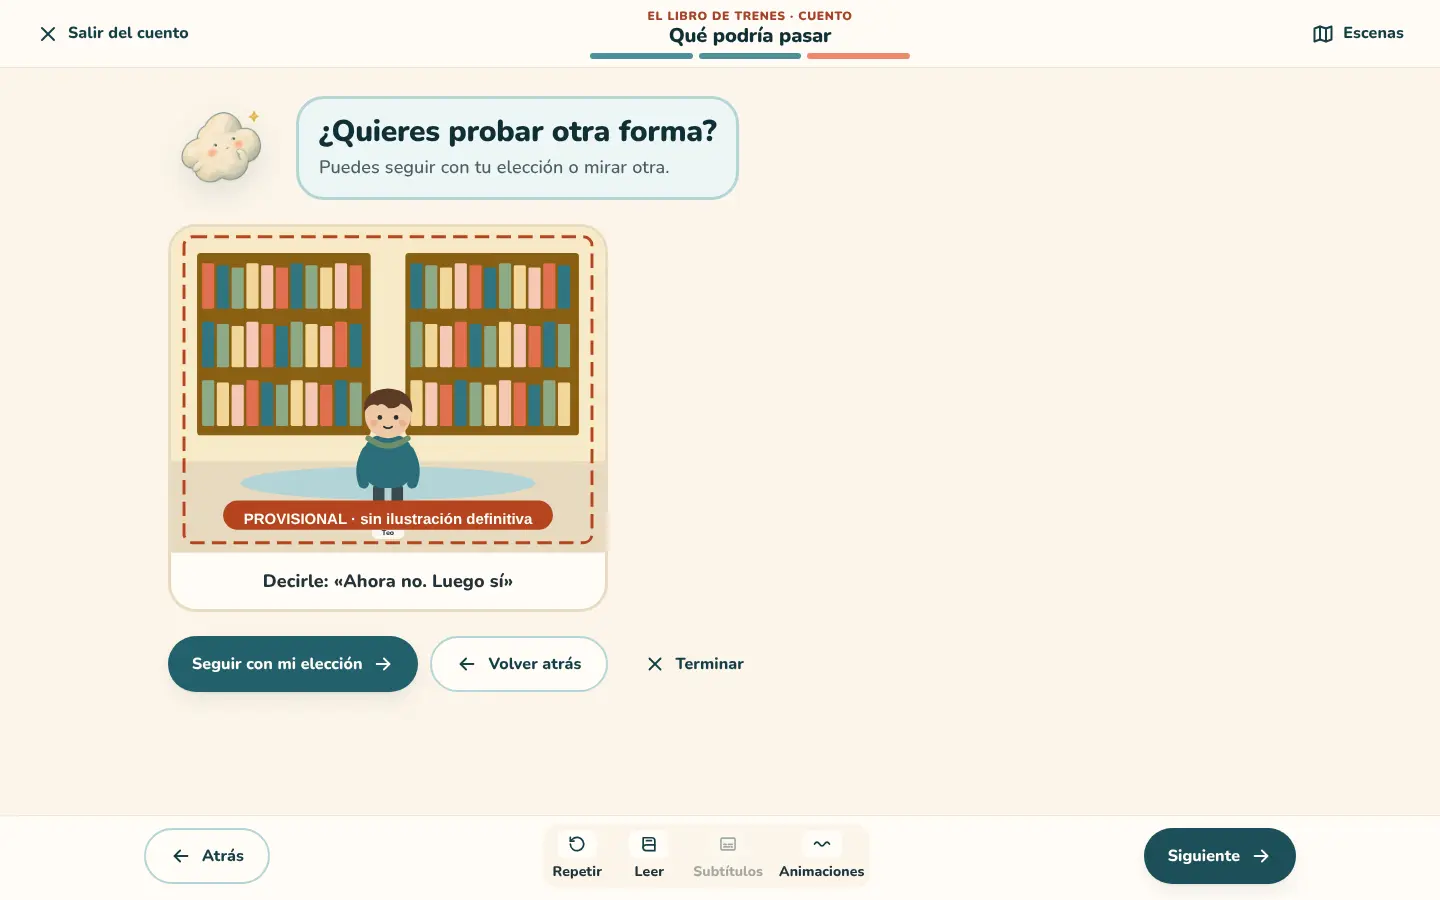 Salir del cuento
EL LIBRO DE TRENES · CUENTO
Qué podría pasar
Escenas
¿Quieres probar otra forma?
Puedes seguir con tu elección o mirar otra.
PROVISIONAL · sin ilustración definitiva
Teo
Decirle: «Ahora no. Luego sí»
Seguir con mi elección
Volver atrás
Terminar
Atrás
Repetir
Leer
Subtítulos
Animaciones
Siguiente